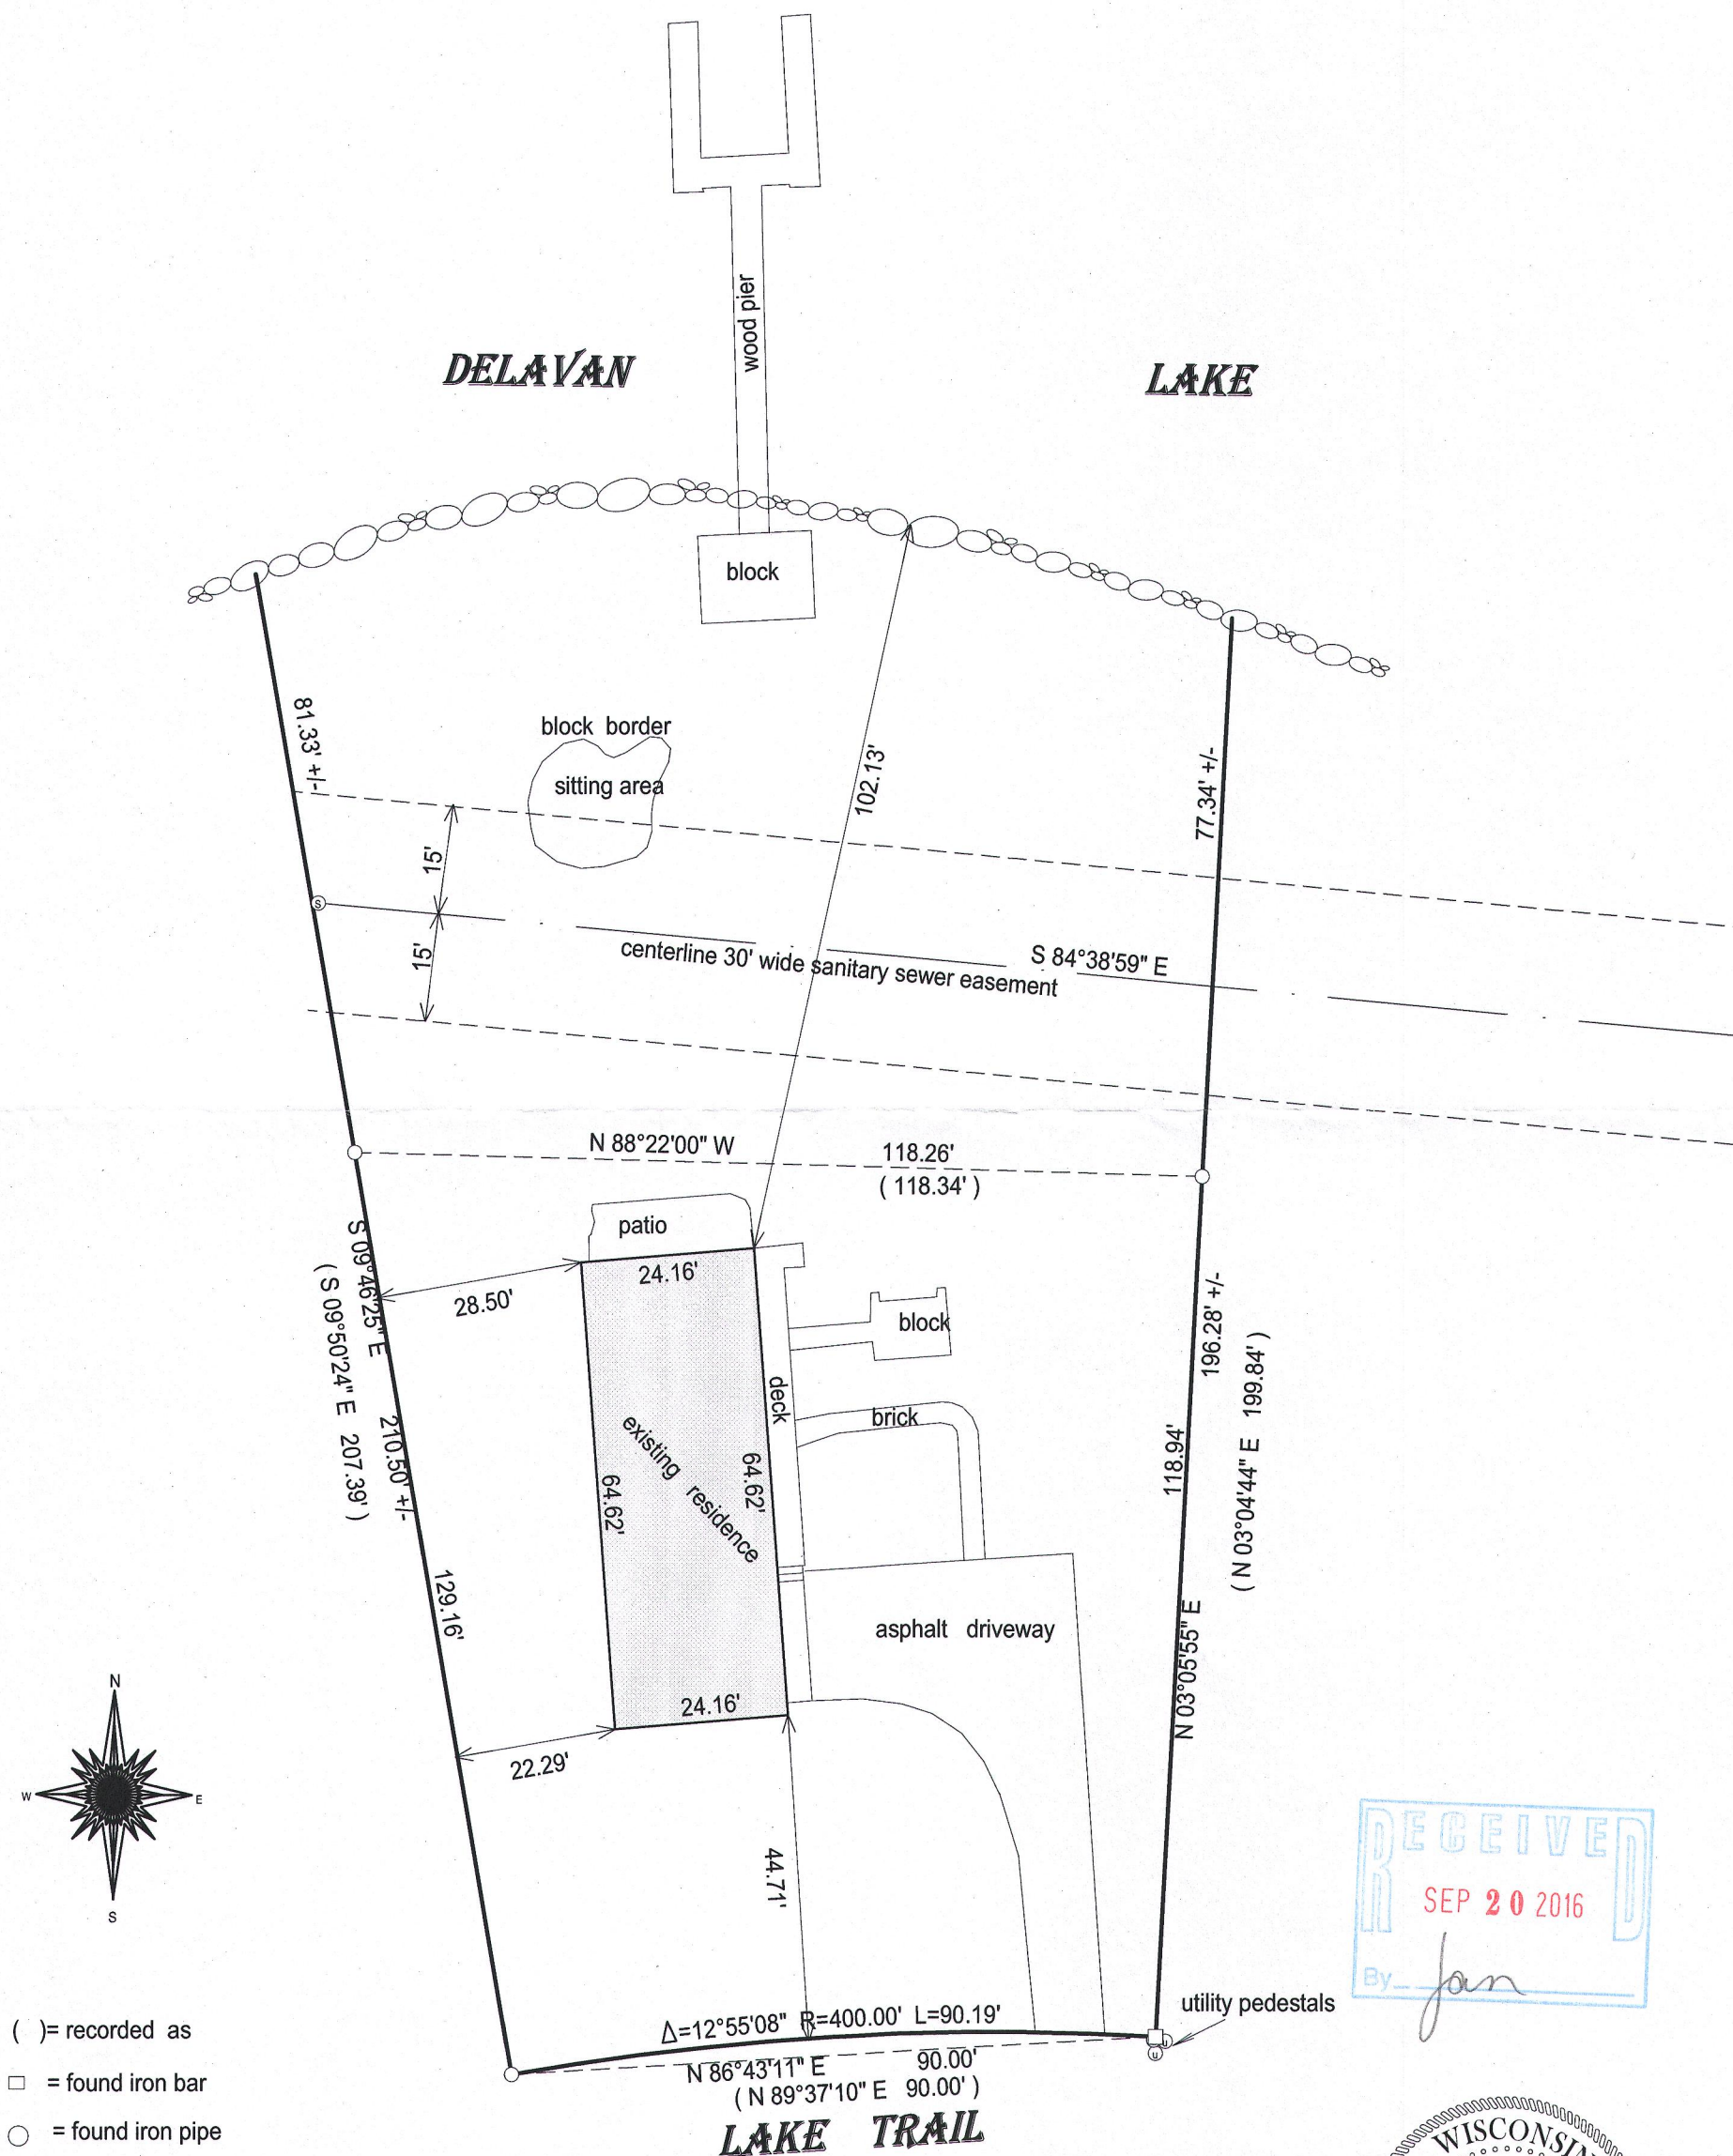 wood pier
DELAVAN LAKE
block
81.33' +/-
block border
sitting area
102.13'
77.34' +/-
15'
S
15'
centerline 30' wide sanitary sewer easement
S 84°38'59" E
N 88°22'00" W 118.26'
( 118.34' )
patio
S 09°46'25" E 210.50' +/-
( S 09°50'24" E 207.39' )
24.16'
28.50'
block
196.28' +/-
deck
brick
existing residence
64.62'
64.62'
118.94'
( N 03°04'44" E 199.84' )
129.16'
asphalt driveway
N 03°05'55" E
24.16'
22.29'
N
W E
S
44.71'
RECEIVED
SEP 20 2016
By Jan
utility pedestals
U
U
Δ=12°55'08" R=400.00' L=90.19'
N 86°43'11" E 90.00'
( N 89°37'10" E 90.00' )
LAKE TRAIL
( )= recorded as
= found iron bar
= found iron pipe
WISCONSIN